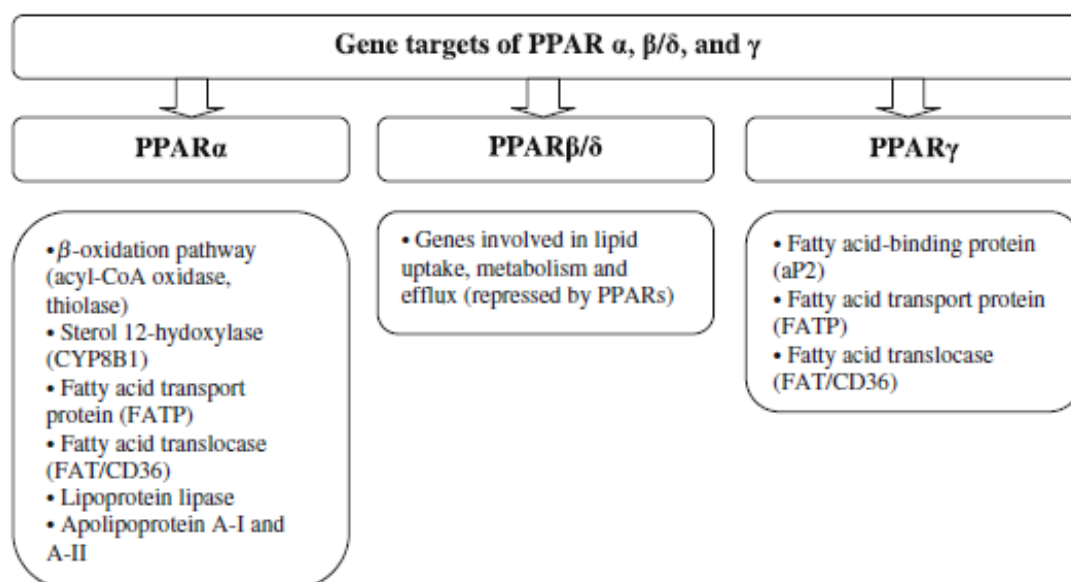 Gene targets of PPAR α, β/δ, and γ
PPARα
PPARβ/δ
PPARγ
• β-oxidation pathway
(acyl-CoA oxidase,
thiolase)
• Sterol 12-hydoxylase
(CYP8B1)
• Fatty acid transport
protein (FATP)
• Fatty acid translocase
(FAT/CD36)
• Lipoprotein lipase
• Apolipoprotein A-I and
A-II
• Genes involved in lipid
uptake, metabolism and
efflux (repressed by PPARs)
• Fatty acid-binding protein
(aP2)
• Fatty acid transport protein
(FATP)
• Fatty acid translocase
(FAT/CD36)